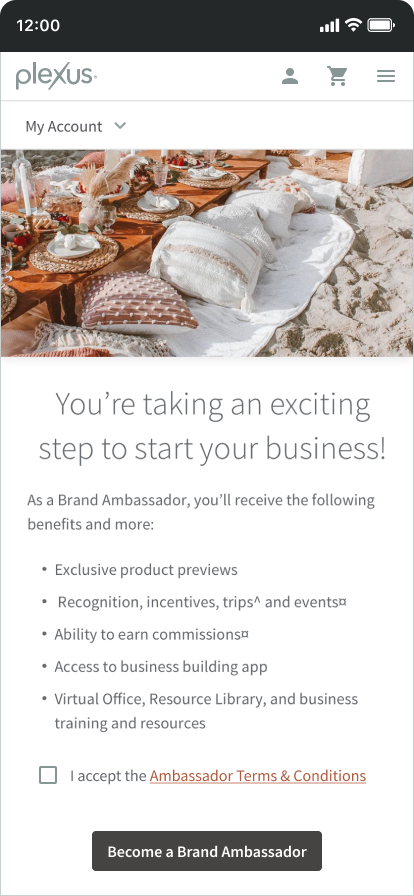 12:00
plexus
My Account
You’re taking an exciting
step to start your business!
As a Brand Ambassador, you’ll receive the following
benefits and more:
• Exclusive product previews
• Recognition, incentives, trips^ and events¤
• Ability to earn commissions¤
• Access to business building app
• Virtual Office, Resource Library, and business
training and resources
I accept the Ambassador Terms & Conditions
Become a Brand Ambassador